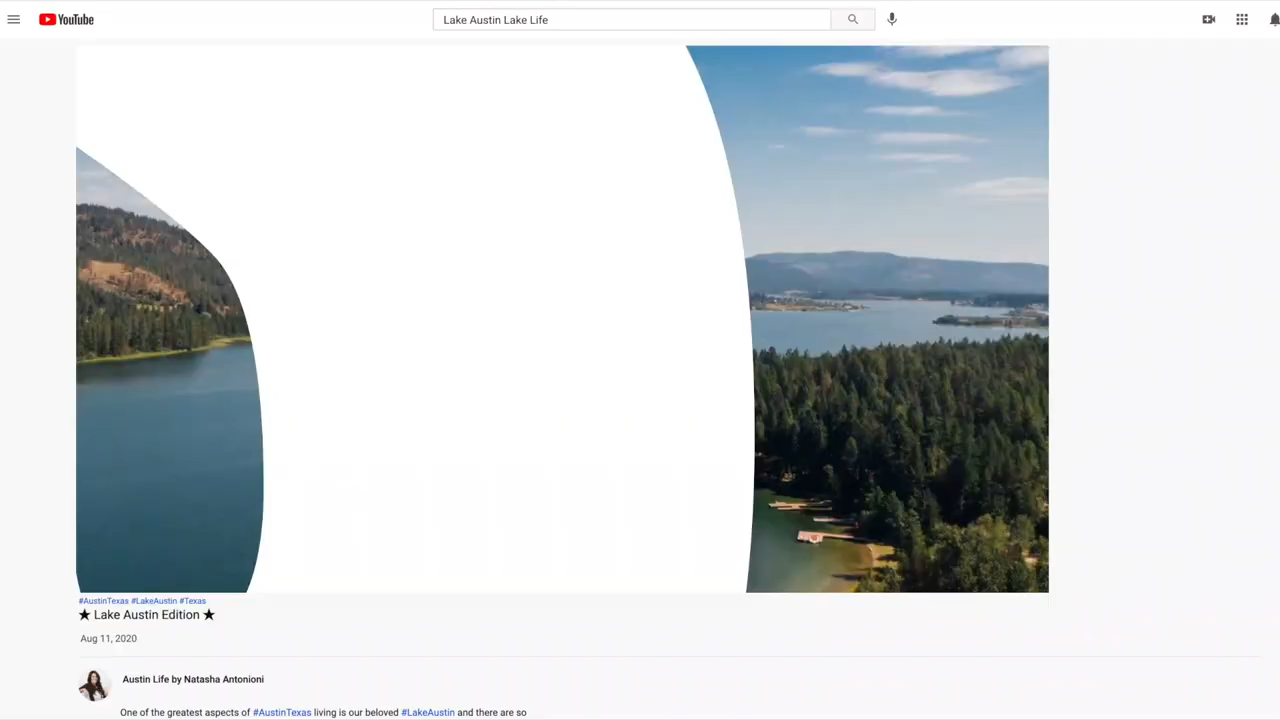 YouTube
Lake Austin Lake Life
#AustinTexas #LakeAustin #Texas
★ Lake Austin Edition ★
Aug 11, 2020
Austin Life by Natasha Antonioni
One of the greatest aspects of #AustinTexas living is our beloved #LakeAustin and there are so